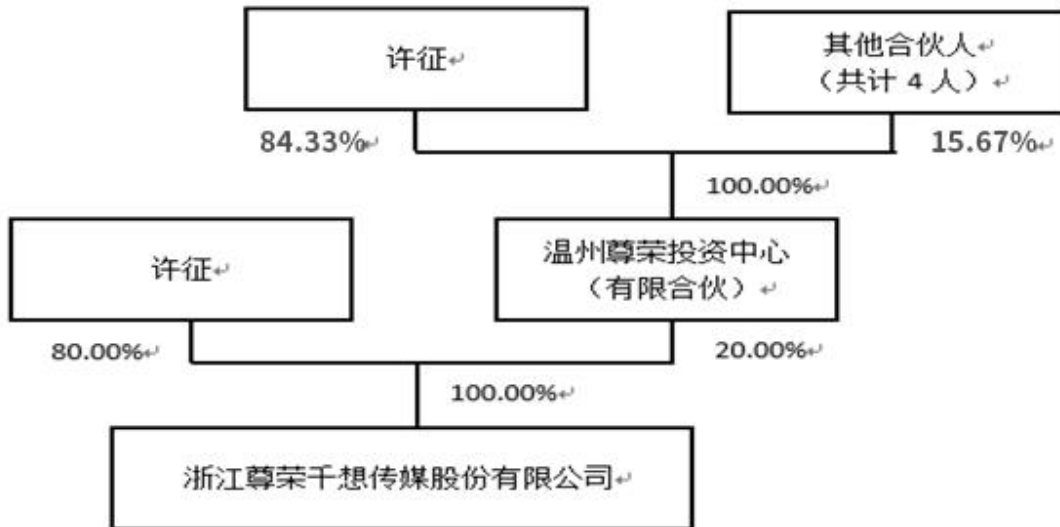 许征
其他合伙人
（共计 4 人）
84.33%
15.67%
100.00%
许征
温州尊荣投资中心
（有限合伙）
80.00%
20.00%
100.00%
浙江尊荣千想传媒股份有限公司